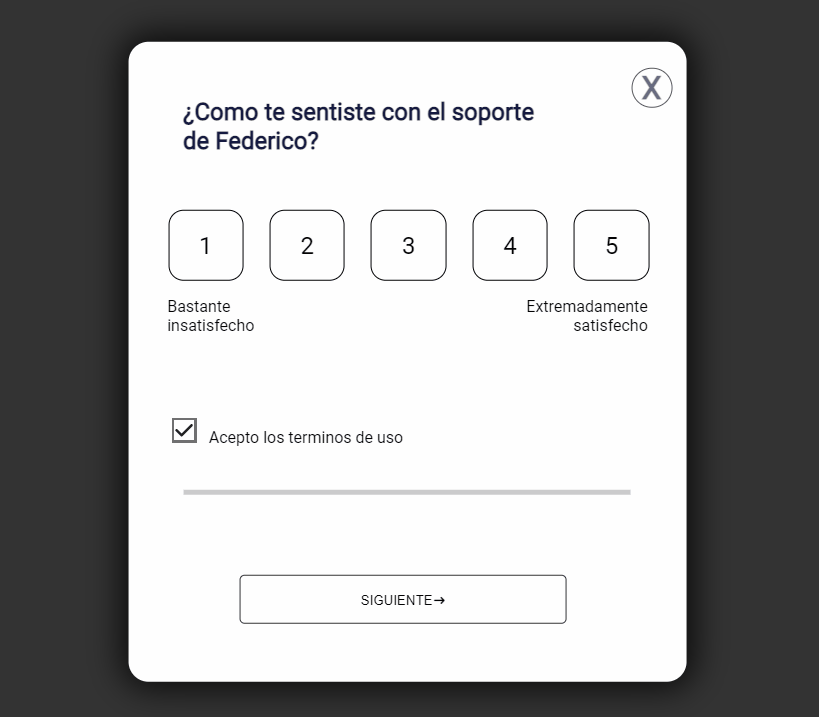 X
¿Como te sentiste con el soporte
de Federico?
1 2 3 4 5
Bastante
insatisfecho
Extremadamente
satisfecho
Acepto los terminos de uso
SIGUIENTE→